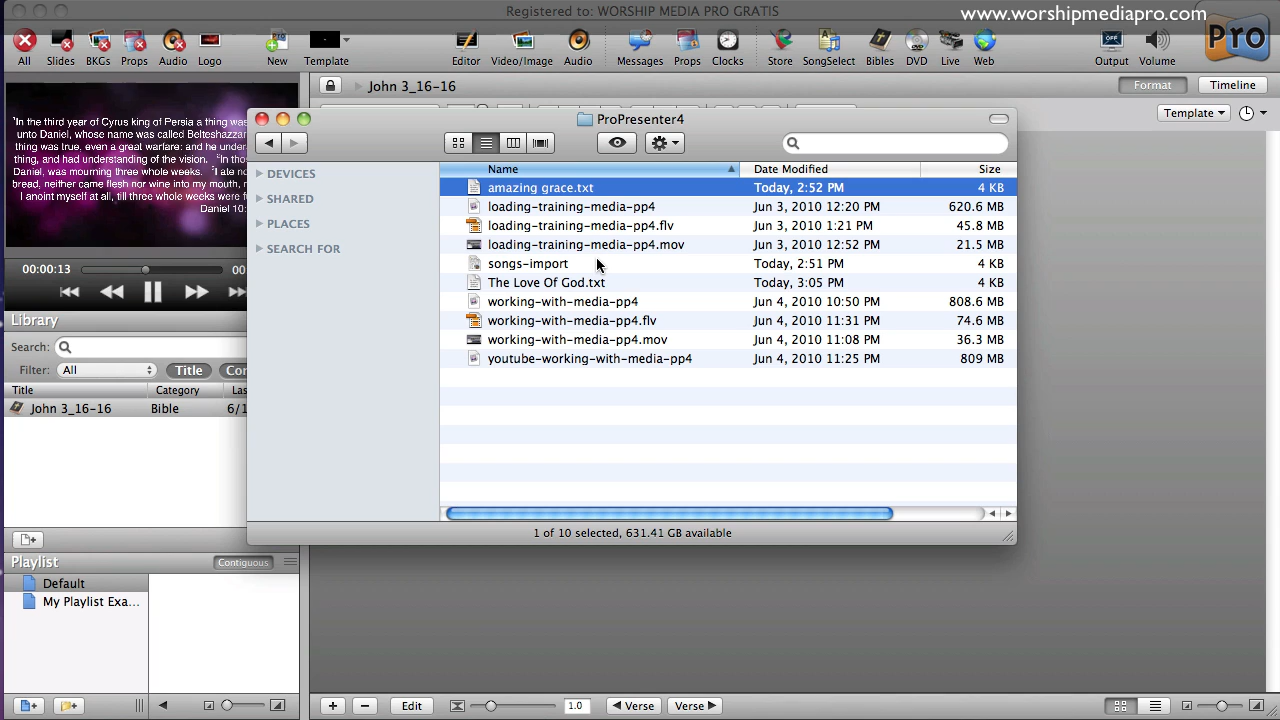 Registered to: WORSHIP MEDIA PRO GRATIS
www.worshipmediapro.com
All Slides BKGs Props Audio Logo New Template Editor Video/Image Audio Messages Props Clocks Store SongSelect Bibles DVD Live Web Output Volume Pro
John 3_16-16 Format Timeline
Template
In the third year of Cyrus king of Persia a thing was
unto Daniel, whose name was called Belteshazzar
thing was true, even a great warfare: and he under
thing, and had understanding of the vision. In those
Daniel, was mourning three whole weeks. I ate no
bread, neither came flesh nor wine into my mouth,
I anoint myself at all, till three whole weeks were f
Daniel 10:
00:00:13 00
Library
Search:
Filter: All Title Con
Title Category Las
John 3_16-16 Bible 6/1
Playlist Contiguous
Default
My Playlist Exa...
ProPresenter4
DEVICES
SHARED
PLACES
SEARCH FOR
Name Date Modified Size
amazing grace.txt Today, 2:52 PM 4 KB
loading-training-media-pp4 Jun 3, 2010 12:20 PM 620.6 MB
loading-training-media-pp4.flv Jun 3, 2010 1:21 PM 45.8 MB
loading-training-media-pp4.mov Jun 3, 2010 12:52 PM 21.5 MB
songs-import Today, 2:51 PM 4 KB
The Love Of God.txt Today, 3:05 PM 4 KB
working-with-media-pp4 Jun 4, 2010 10:50 PM 808.6 MB
working-with-media-pp4.flv Jun 4, 2010 11:31 PM 74.6 MB
working-with-media-pp4.mov Jun 4, 2010 11:08 PM 36.3 MB
youtube-working-with-media-pp4 Jun 4, 2010 11:25 PM 809 MB
1 of 10 selected, 631.41 GB available
Edit 1.0 Verse Verse